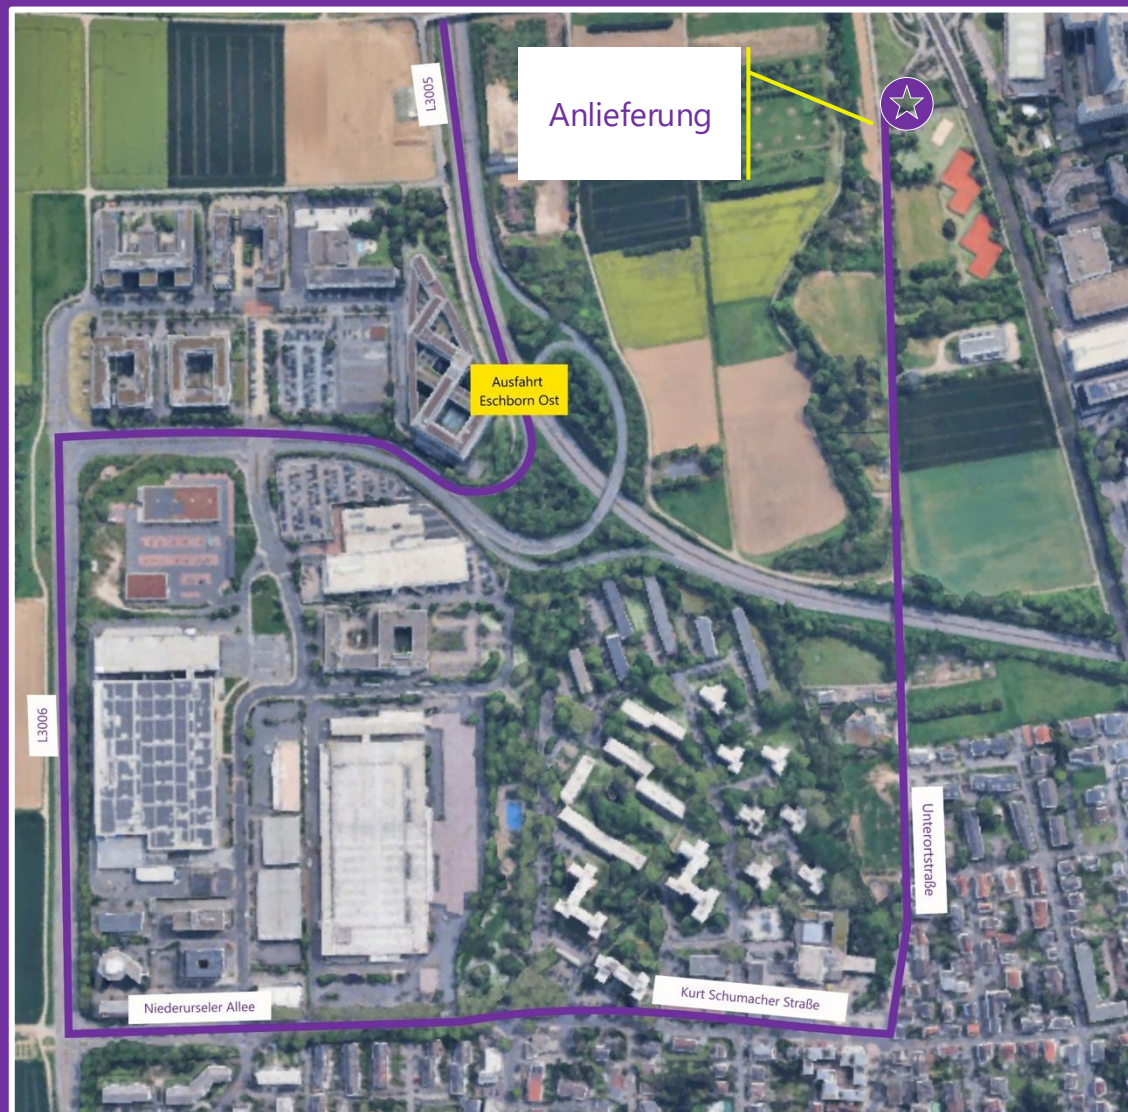 L3005
Anlieferung
Ausfahrt
Eschborn Ost
L3006
Unterortstraße
Niederurseler Allee
Kurt Schumacher Straße